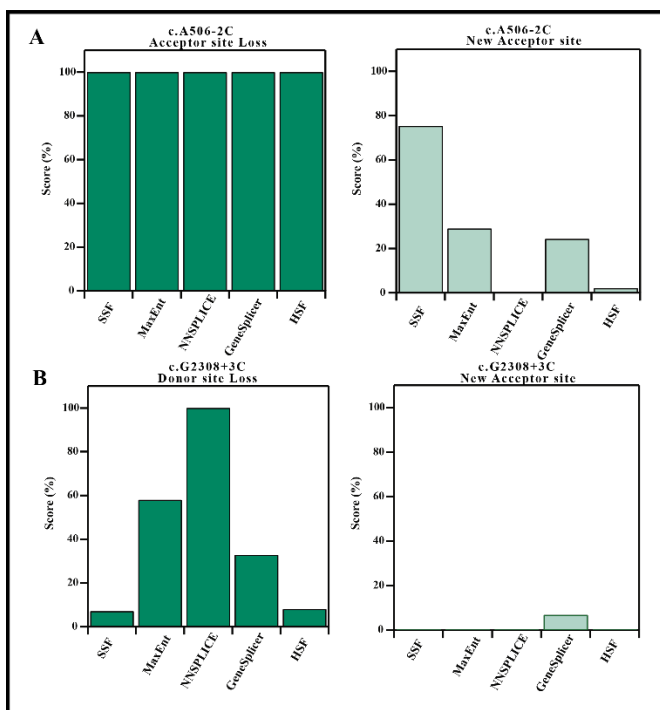 A
c.A506-2C
Acceptor site Loss
Score (%)
100
80
60
40
20
0
SSF
MaxEnt
NNSPLICE
GeneSplicer
HSF
c.A506-2C
New Acceptor site
Score (%)
100
80
60
40
20
0
SSF
MaxEnt
NNSPLICE
GeneSplicer
HSF
B
c.G2308+3C
Donor site Loss
Score (%)
100
80
60
40
20
0
SSF
MaxEnt
NNSPLICE
GeneSplicer
HSF
c.G2308+3C
New Acceptor site
Score (%)
100
80
60
40
20
0
SSF
MaxEnt
NNSPLICE
GeneSplicer
HSF